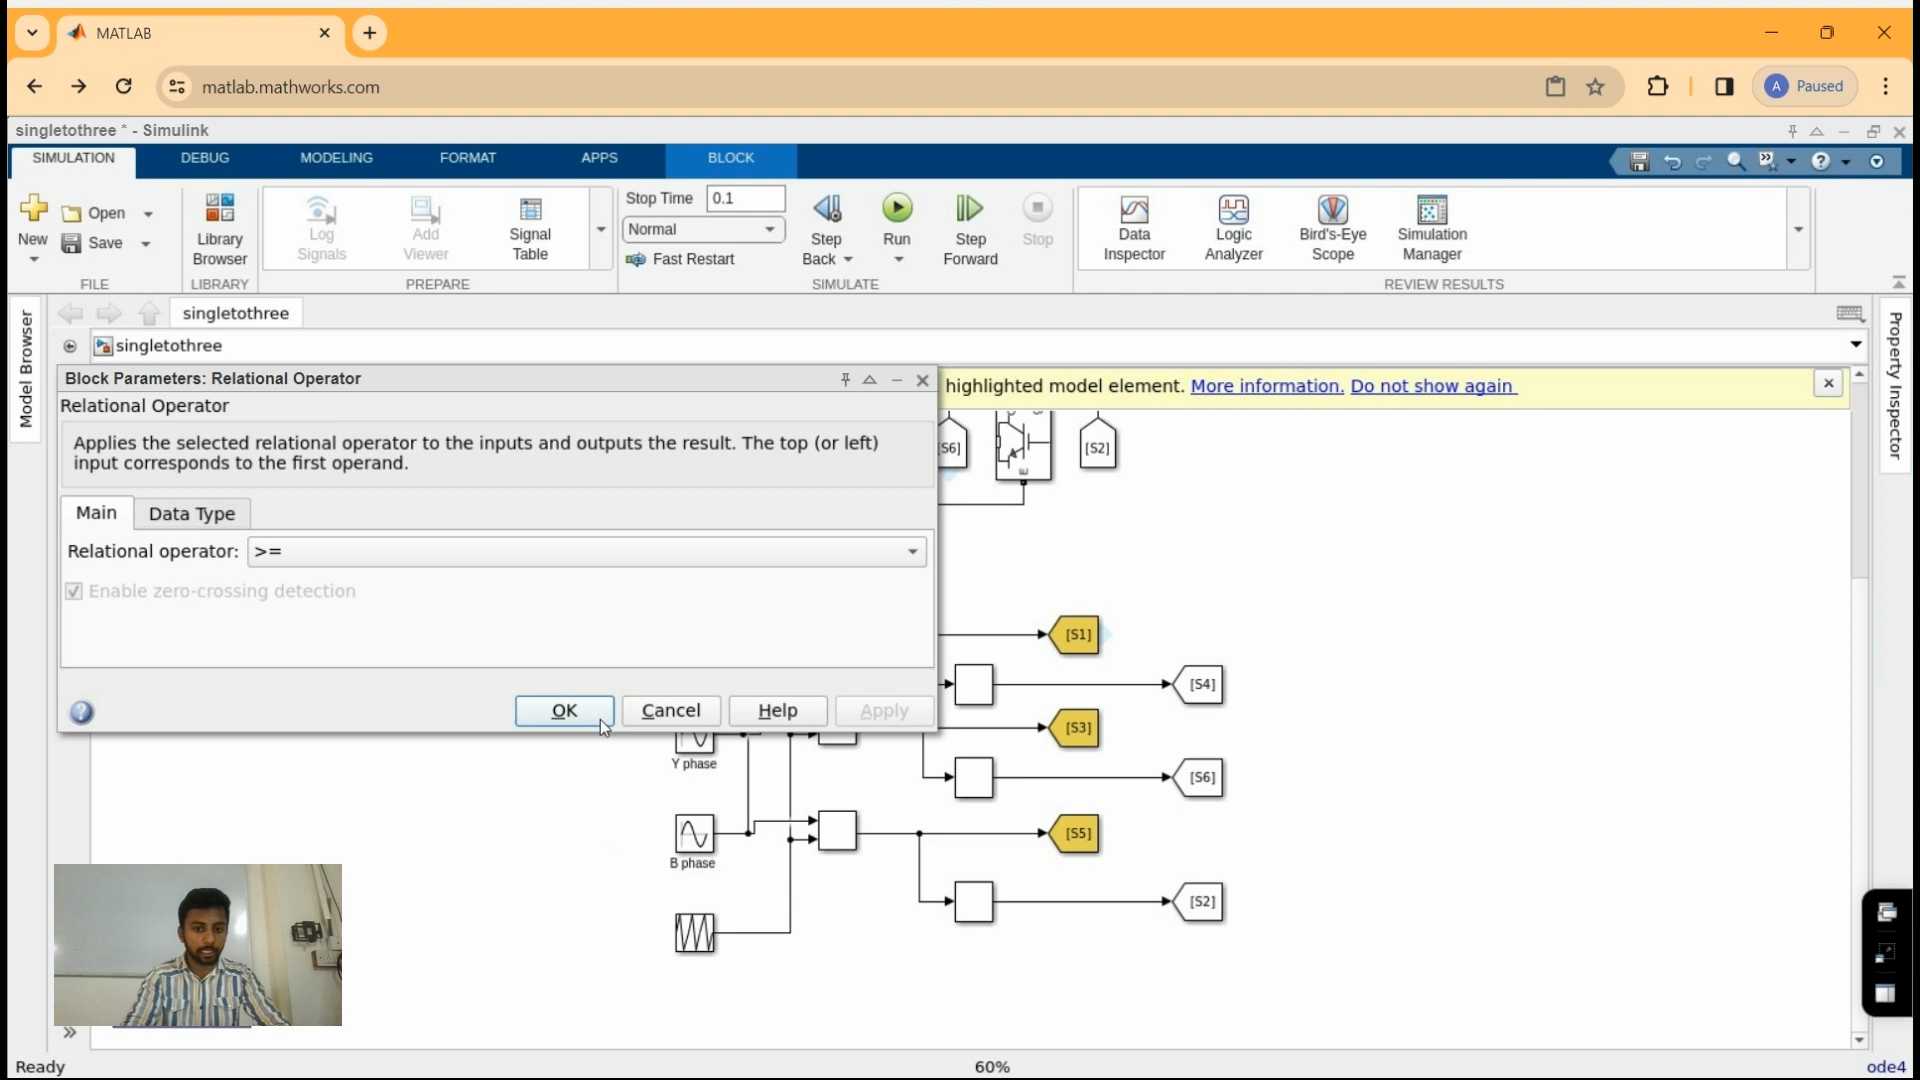 MATLAB
matlab.mathworks.com
A Paused
singletothree * - Simulink
SIMULATION DEBUG MODELING FORMAT APPS BLOCK
New
Open
Save
FILE
Library
Browser
LIBRARY
Log
Signals
Add
Viewer
Signal
Table
PREPARE
Stop Time 0.1
Normal
Fast Restart
Step
Back
Run
Step
Forward
Stop
SIMULATE
Data
Inspector
Logic
Analyzer
Bird's-Eye
Scope
Simulation
Manager
REVIEW RESULTS
Model Browser
singletothree
singletothree
Property Inspector
Block Parameters: Relational Operator
highlighted model element. More information. Do not show again
Relational Operator
Applies the selected relational operator to the inputs and outputs the result. The top (or left)
input corresponds to the first operand.
Main Data Type
Relational operator: >=
Enable zero-crossing detection
OK Cancel Help Apply
[S6]
E
[S2]
[S1]
[S4]
[S3]
Y phase
[S6]
[S5]
B phase
[S2]
Ready 60% ode4